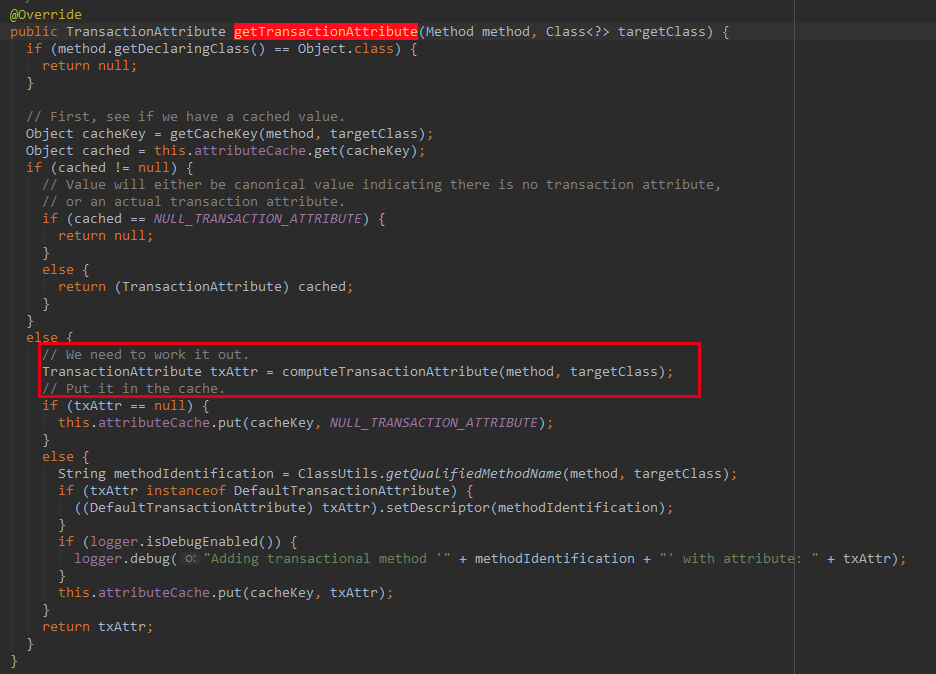 @Override
public TransactionAttribute getTransactionAttribute(Method method, Class<?> targetClass) {
if (method.getDeclaringClass() == Object.class) {
return null;
}
// First, see if we have a cached value.
Object cacheKey = getCacheKey(method, targetClass);
Object cached = this.attributeCache.get(cacheKey);
if (cached != null) {
// Value will either be canonical value indicating there is no transaction attribute,
// or an actual transaction attribute.
if (cached == NULL_TRANSACTION_ATTRIBUTE) {
return null;
}
else {
return (TransactionAttribute) cached;
}
}
else {
// We need to work it out.
TransactionAttribute txAttr = computeTransactionAttribute(method, targetClass);
// Put it in the cache.
if (txAttr == null) {
this.attributeCache.put(cacheKey, NULL_TRANSACTION_ATTRIBUTE);
}
else {
String methodIdentification = ClassUtils.getQualifiedMethodName(method, targetClass);
if (txAttr instanceof DefaultTransactionAttribute) {
((DefaultTransactionAttribute) txAttr).setDescriptor(methodIdentification);
}
if (logger.isDebugEnabled()) {
logger.debug( o: "Adding transactional method '" + methodIdentification + "' with attribute: " + txAttr);
}
this.attributeCache.put(cacheKey, txAttr);
}
return txAttr;
}
}